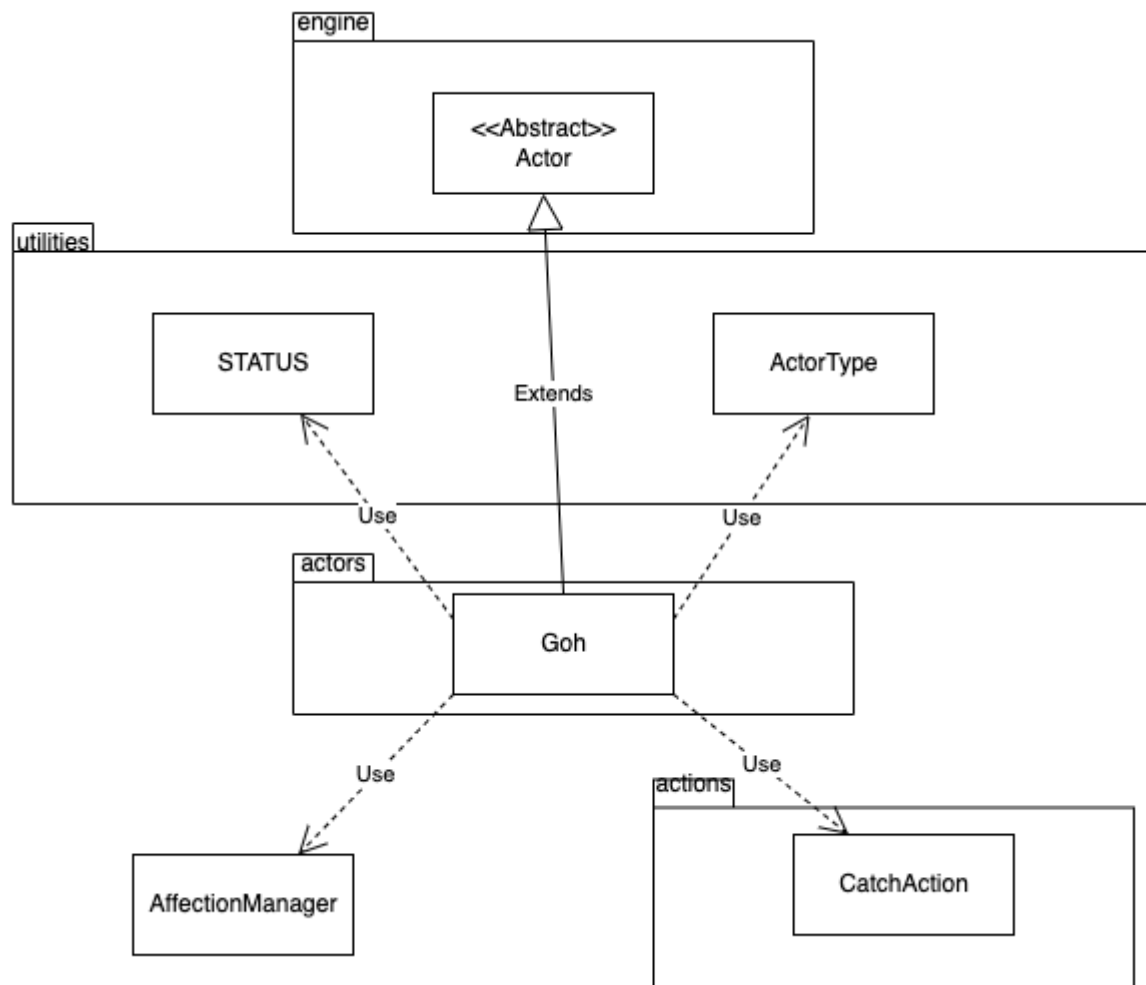 engine
<<Abstract>>
Actor
utilities
STATUS
ActorType
Extends
Use
Use
actors
Goh
Use
Use
actions
AffectionManager
CatchAction